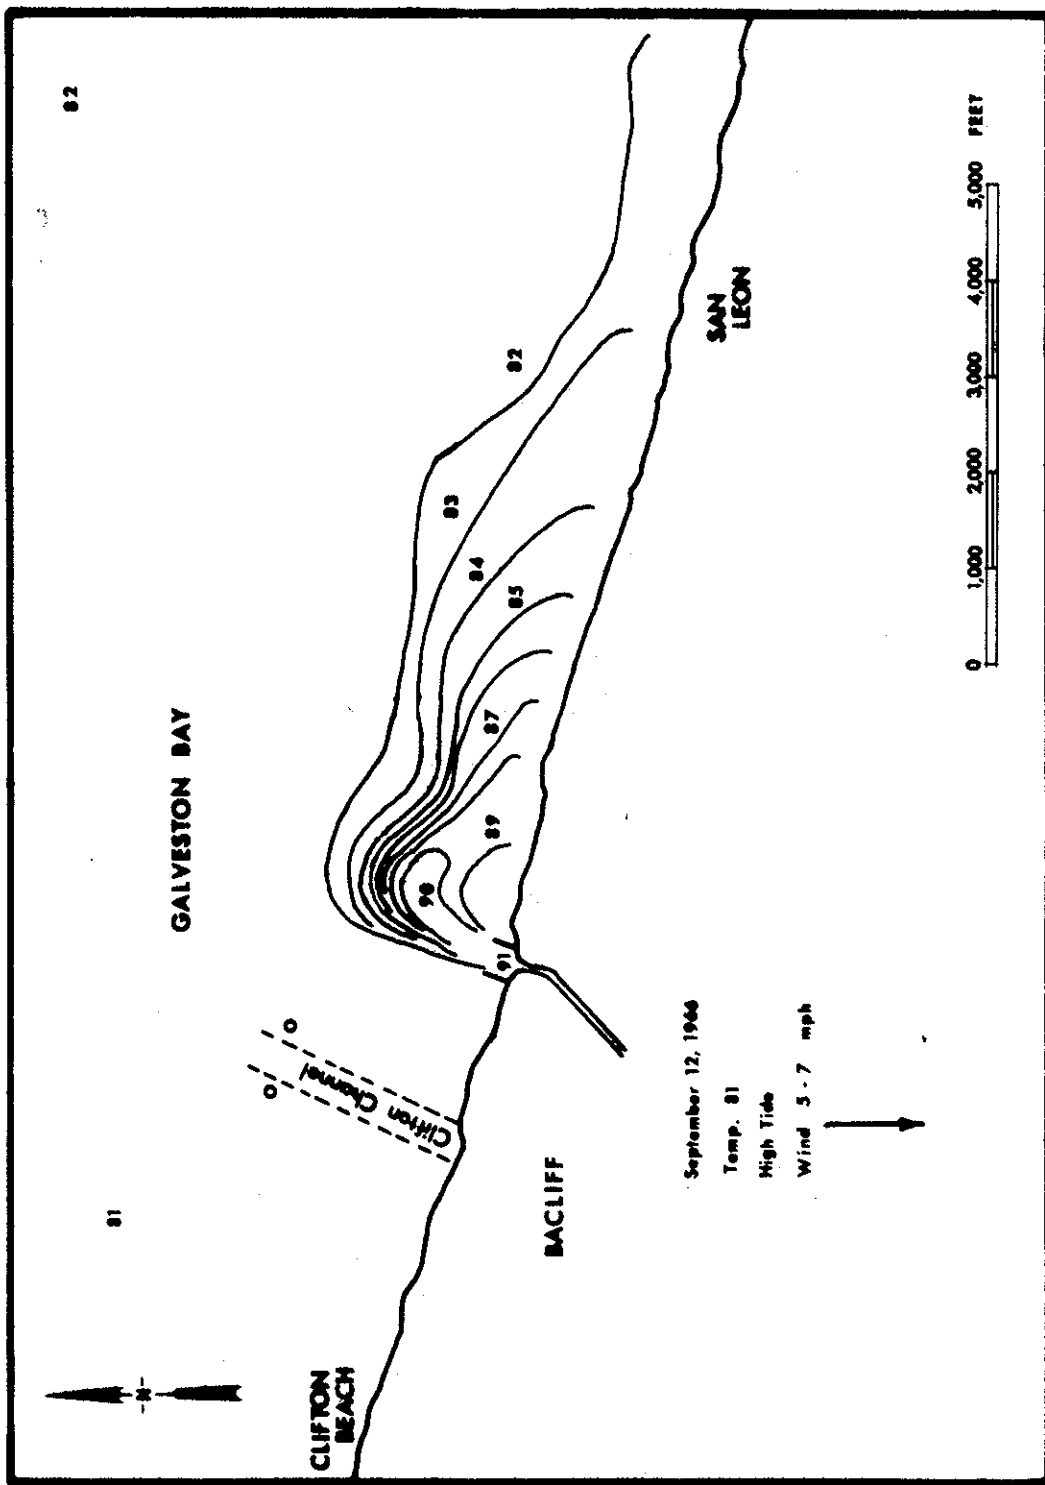 GALVESTON BAY
82
81
82
83
84
85
87
89
90
91
Clifton Channel
-N-
CLIFTON
BEACH
BACLIFF
SAN
LEON
September 12, 1966
Temp. 81
High Tide
Wind 5 - 7 mph
0 1,000 2,000 3,000 4,000 5,000 FEET